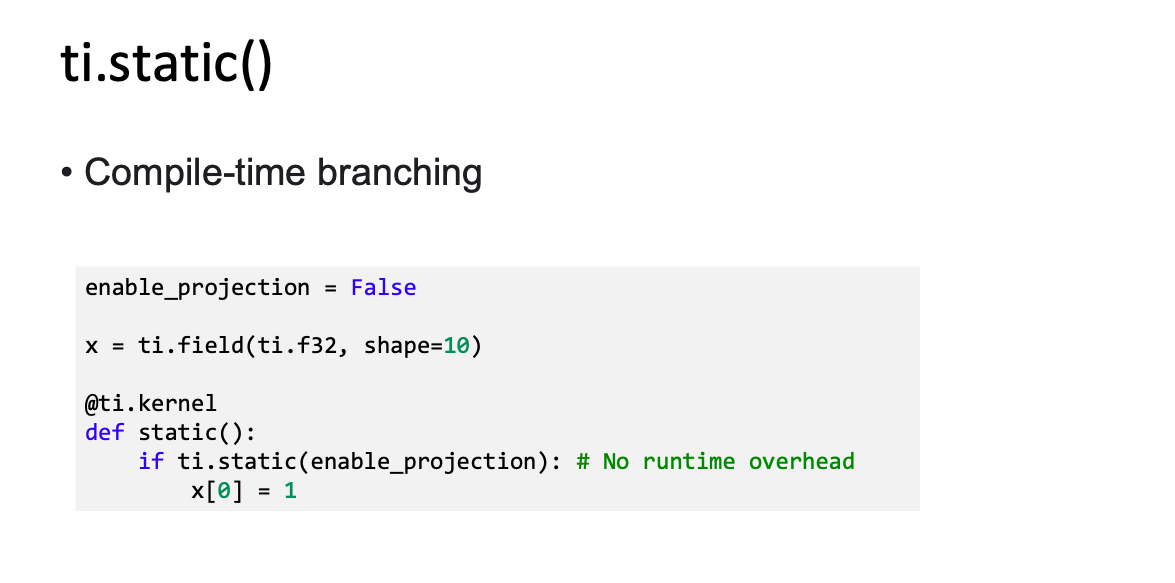 ti.static()
• Compile-time branching
enable_projection = False
x = ti.field(ti.f32, shape=10)
@ti.kernel
def static():
    if ti.static(enable_projection): # No runtime overhead
        x[0] = 1